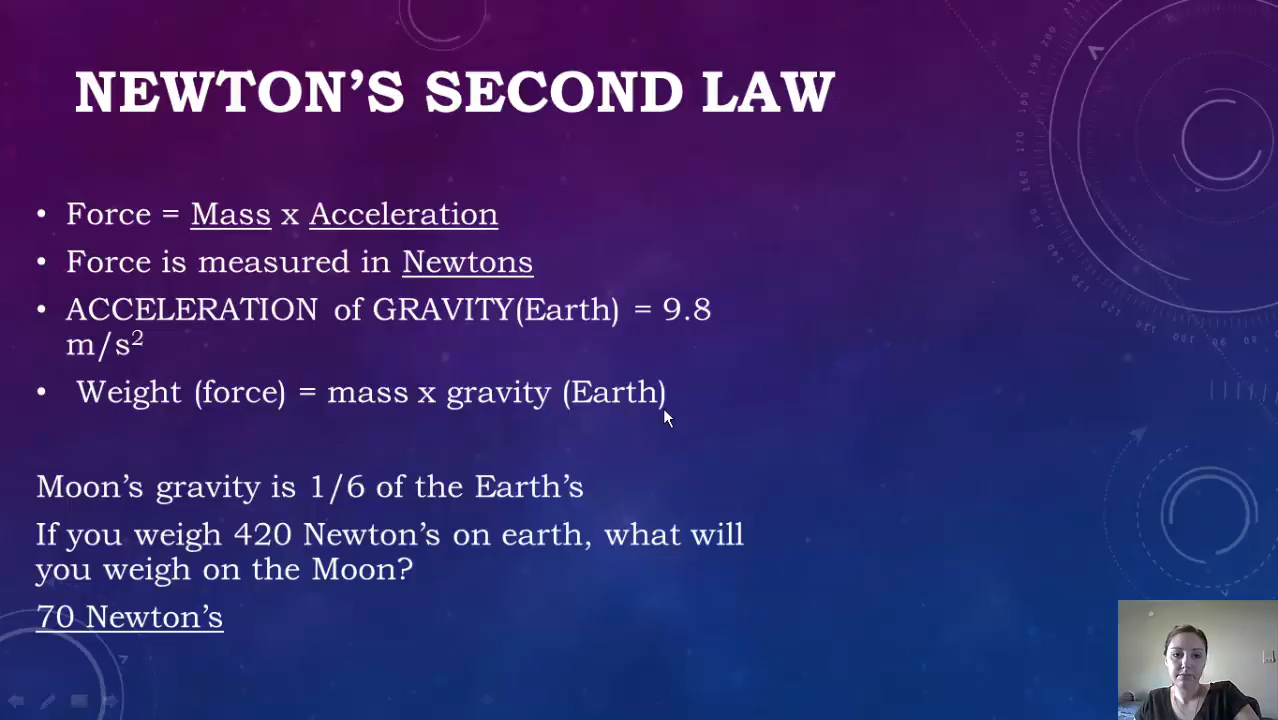 NEWTON'S SECOND LAW
• Force = Mass x Acceleration
• Force is measured in Newtons
• ACCELERATION of GRAVITY(Earth) = 9.8
m/s²
• Weight (force) = mass x gravity (Earth)
Moon's gravity is 1/6 of the Earth's
If you weigh 420 Newton's on earth, what will
you weigh on the Moon?
70 Newton's